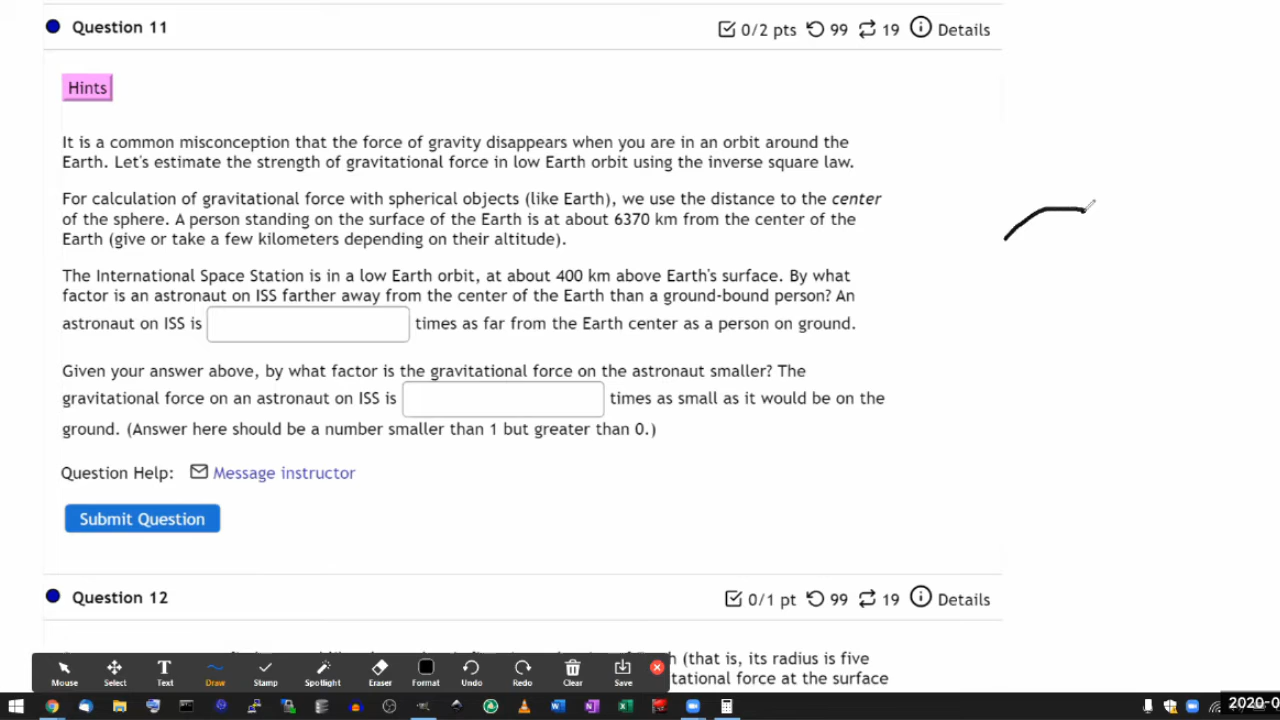 Question 11
0/2 pts 99 19 Details
Hints
It is a common misconception that the force of gravity disappears when you are in an orbit around the
Earth. Let's estimate the strength of gravitational force in low Earth orbit using the inverse square law.
For calculation of gravitational force with spherical objects (like Earth), we use the distance to the center
of the sphere. A person standing on the surface of the Earth is at about 6370 km from the center of the
Earth (give or take a few kilometers depending on their altitude).
The International Space Station is in a low Earth orbit, at about 400 km above Earth's surface. By what
factor is an astronaut on ISS farther away from the center of the Earth than a ground-bound person? An
astronaut on ISS is times as far from the Earth center as a person on ground.
Given your answer above, by what factor is the gravitational force on the astronaut smaller? The
gravitational force on an astronaut on ISS is times as small as it would be on the
ground. (Answer here should be a number smaller than 1 but greater than 0.)
Question Help: Message instructor
Submit Question
Question 12
0/1 pt 99 19 Details
(that is, its radius is five
tational force at the surface
Mouse Select Text Draw Stamp Spotlight Eraser Format Undo Redo Clear Save
2020-0